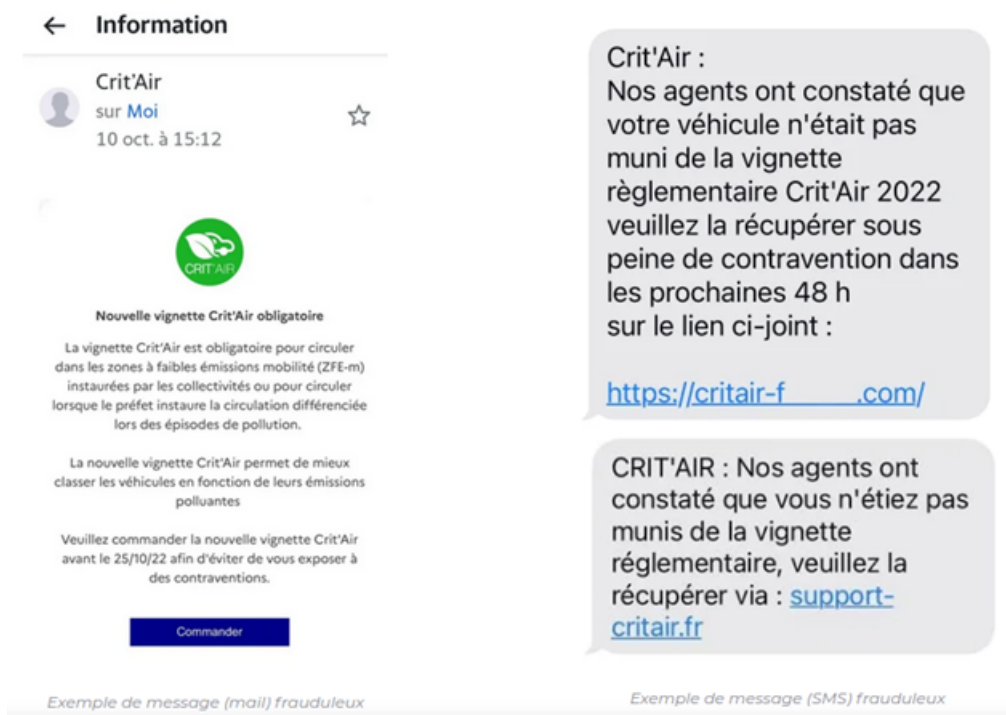 Information
Crit'Air
sur Moi
10 oct. à 15:12
CRIT'AIR
Nouvelle vignette Crit'Air obligatoire
La vignette Crit'Air est obligatoire pour circuler
dans les zones à faibles émissions mobilité (ZFE-m)
instaurées par les collectivités ou pour circuler
lorsque le préfet instaure la circulation différenciée
lors des épisodes de pollution.
La nouvelle vignette Crit'Air permet de mieux
classer les véhicules en fonction de leurs émissions
polluantes
Veuillez commander la nouvelle vignette Crit'Air
avant le 25/10/22 afin d'éviter de vous exposer à
des contraventions.
Commander
Exemple de message (mail) frauduleux
Crit'Air :
Nos agents ont constaté que
votre véhicule n'était pas
muni de la vignette
règlementaire Crit'Air 2022
veuillez la récupérer sous
peine de contravention dans
les prochaines 48 h
sur le lien ci-joint :
https://critair-f____.com/
CRIT'AIR : Nos agents ont
constaté que vous n'étiez pas
munis de la vignette
réglementaire, veuillez la
récupérer via : support-
critair.fr
Exemple de message (SMS) frauduleux